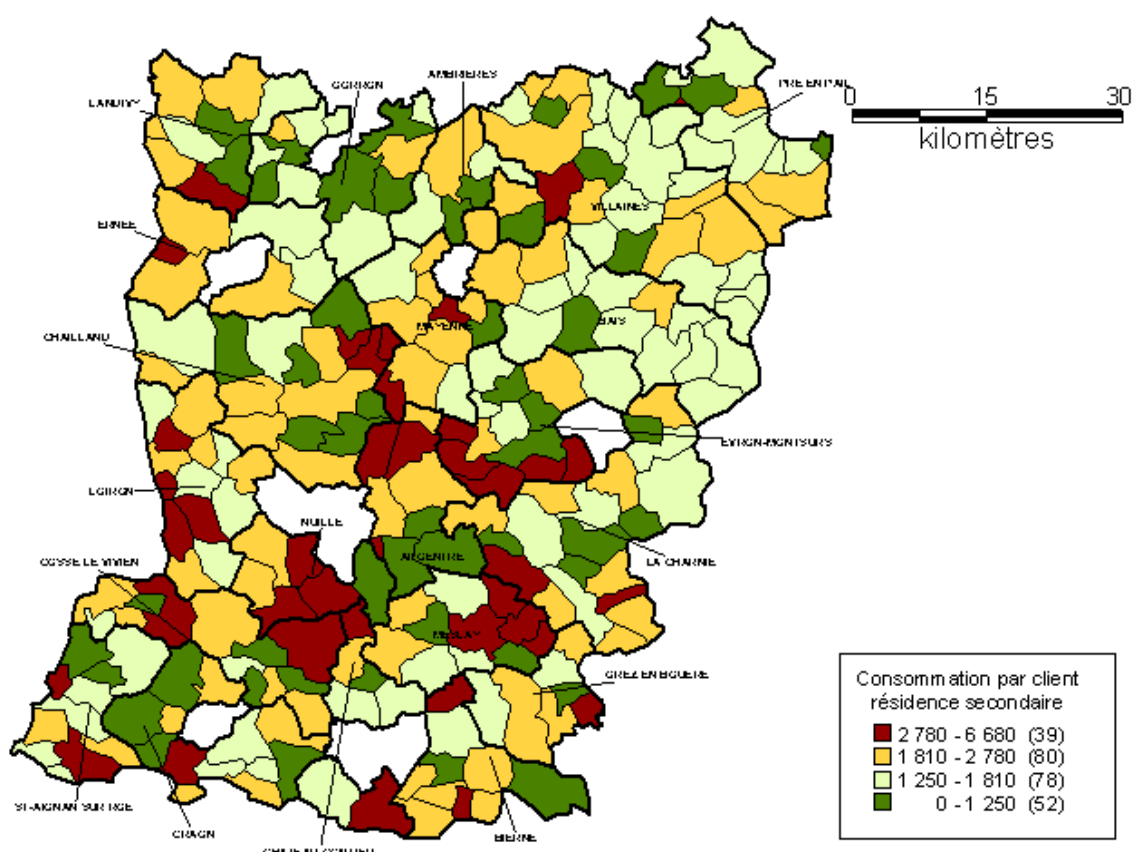 AMBRIERES
GORRON
LANDIVY
PRE EN PAIL
0 15 30
kilomètres
VILLAINES
ERNEE
BAIS
MAYENNE
CHAILLAND
EVRON-MONTSURS
LOIRON
NUILLE
ARGENTRE
COSSE LE VIVIEN
LA CHARNIE
MESLAY
GREZ EN BOUERE
Consommation par client
résidence secondaire
2 780 - 6 680 (39)
1 810 - 2 780 (80)
1 250 - 1 810 (78)
0 - 1 250 (52)
ST-AIGNAN SUR ROE
CRAON
BIERNE